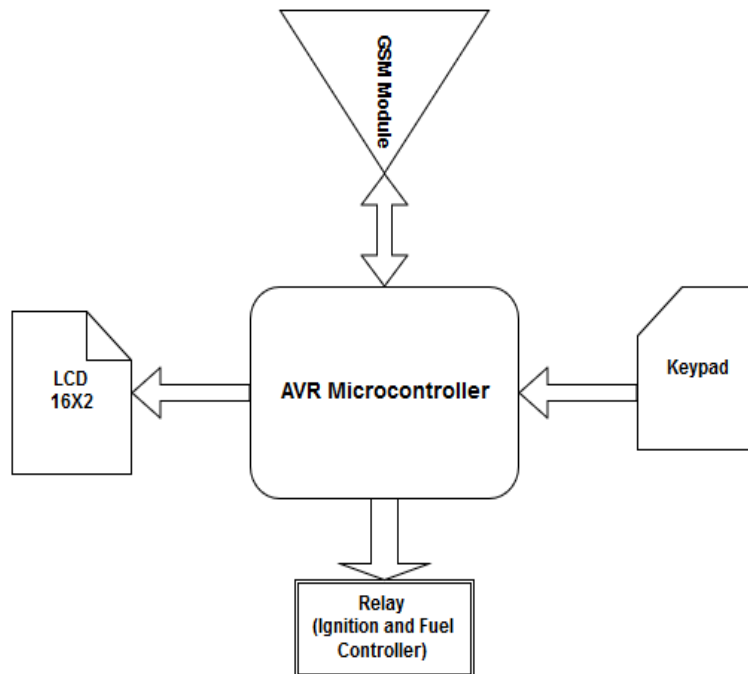 GSM Module
LCD
16X2
AVR Microcontroller
Keypad
Relay
(Ignition and Fuel
Controller)